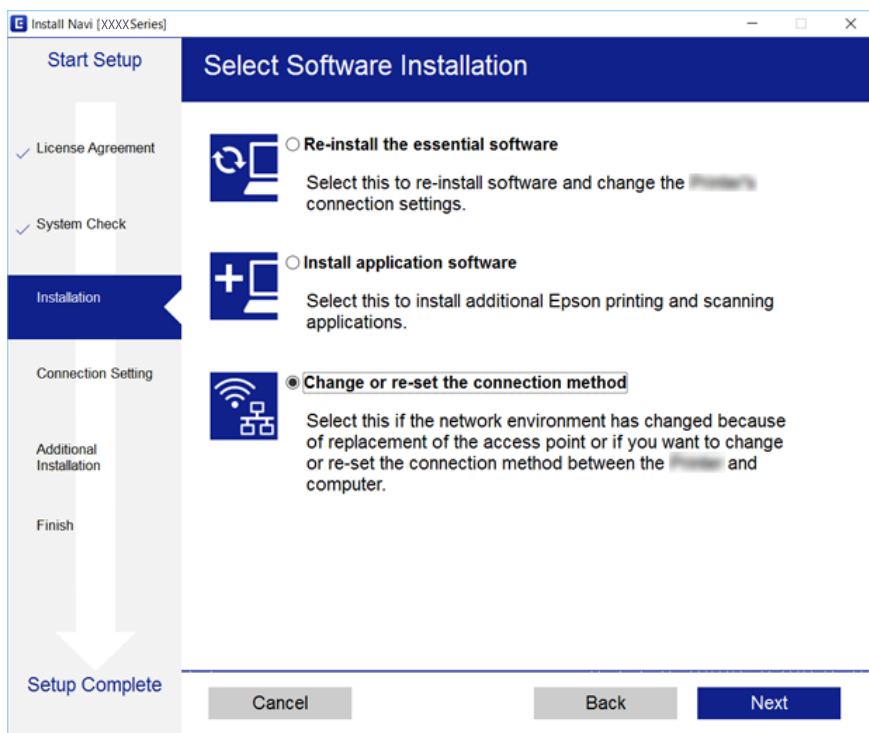 Install Navi [XXXX Series]
Start Setup
License Agreement
System Check
Installation
Connection Setting
Additional
Installation
Finish
Setup Complete
Select Software Installation
Re-install the essential software
Select this to re-install software and change the
connection settings.
Install application software
Select this to install additional Epson printing and scanning
applications.
Change or re-set the connection method
Select this if the network environment has changed because
of replacement of the access point or if you want to change
or re-set the connection method between the and
computer.
Cancel
Back
Next